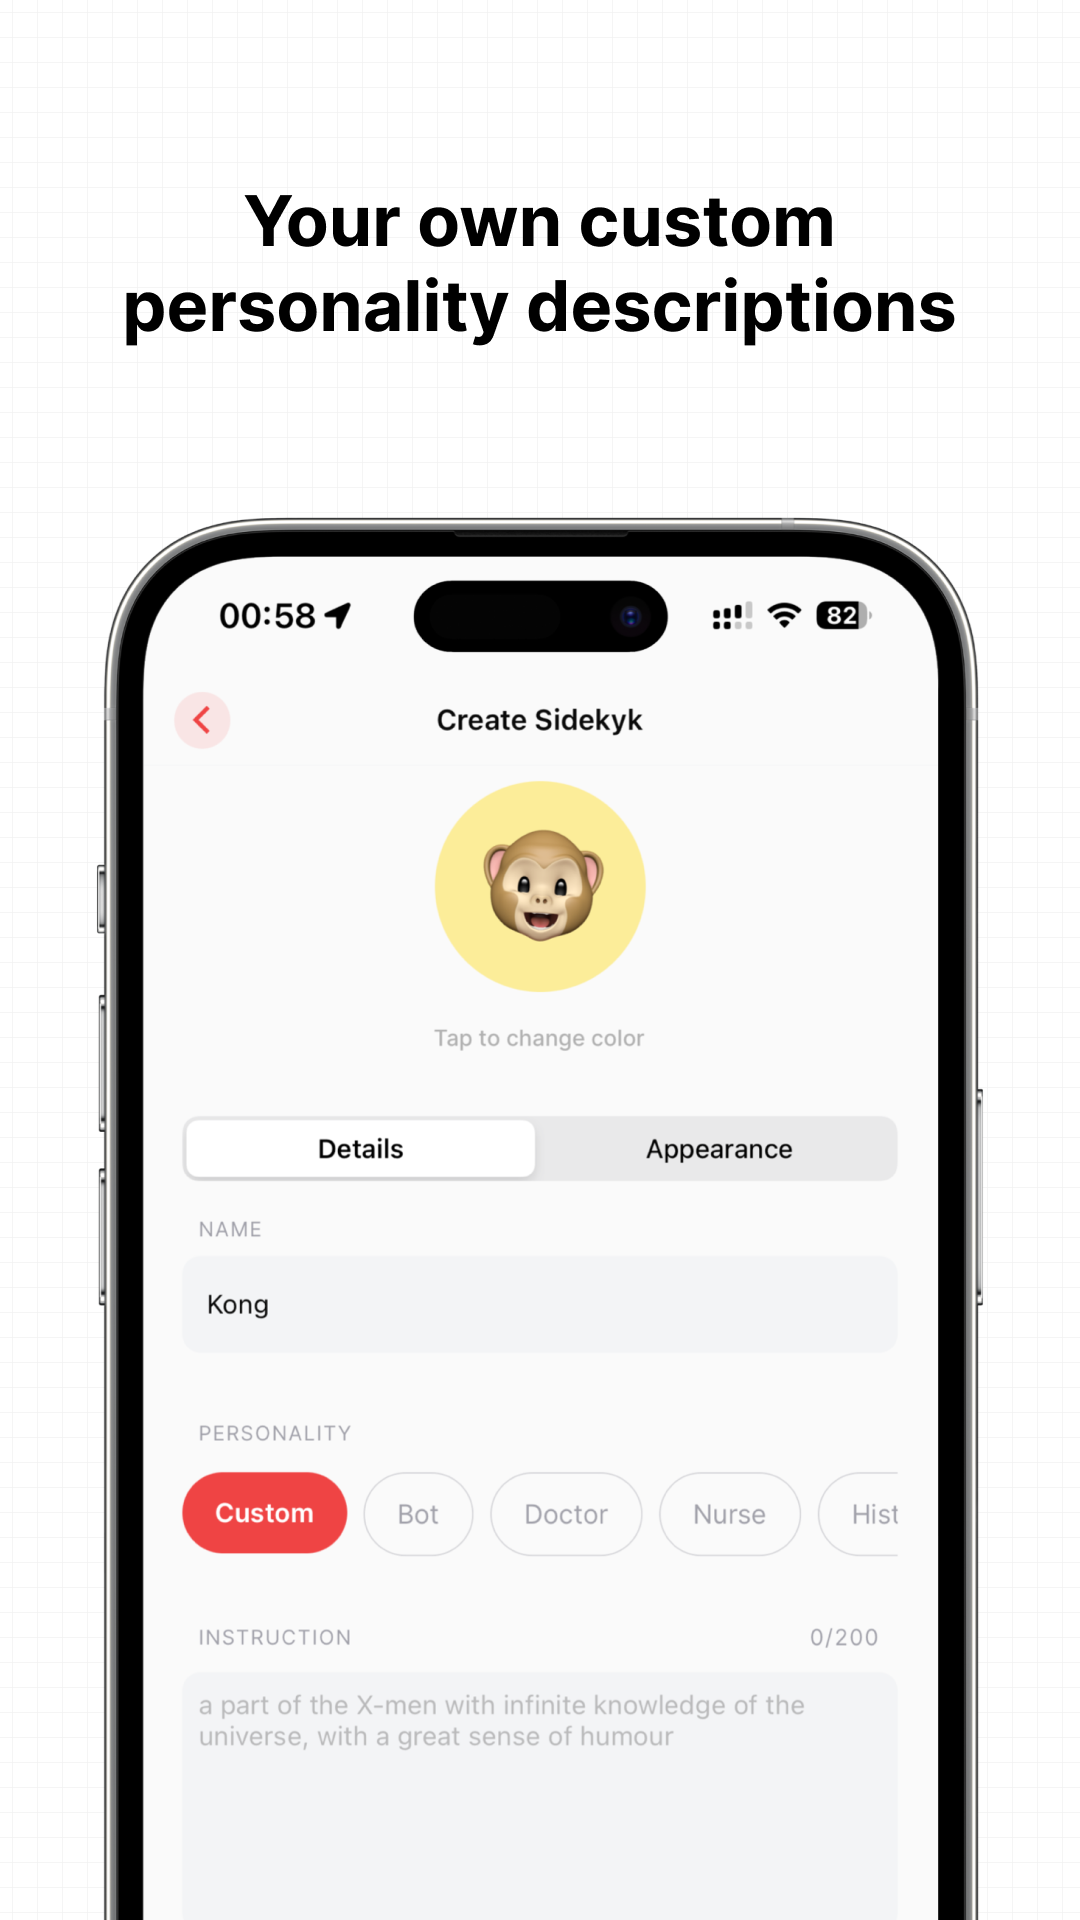 Your own custom
personality descriptions
00:58
82
Create Sidekyk
Tap to change color
Details
Appearance
NAME
Kong
PERSONALITY
Custom
Bot
Doctor
Nurse
Hist
INSTRUCTION
0/200
a part of the X-men with infinite knowledge of the
universe, with a great sense of humour